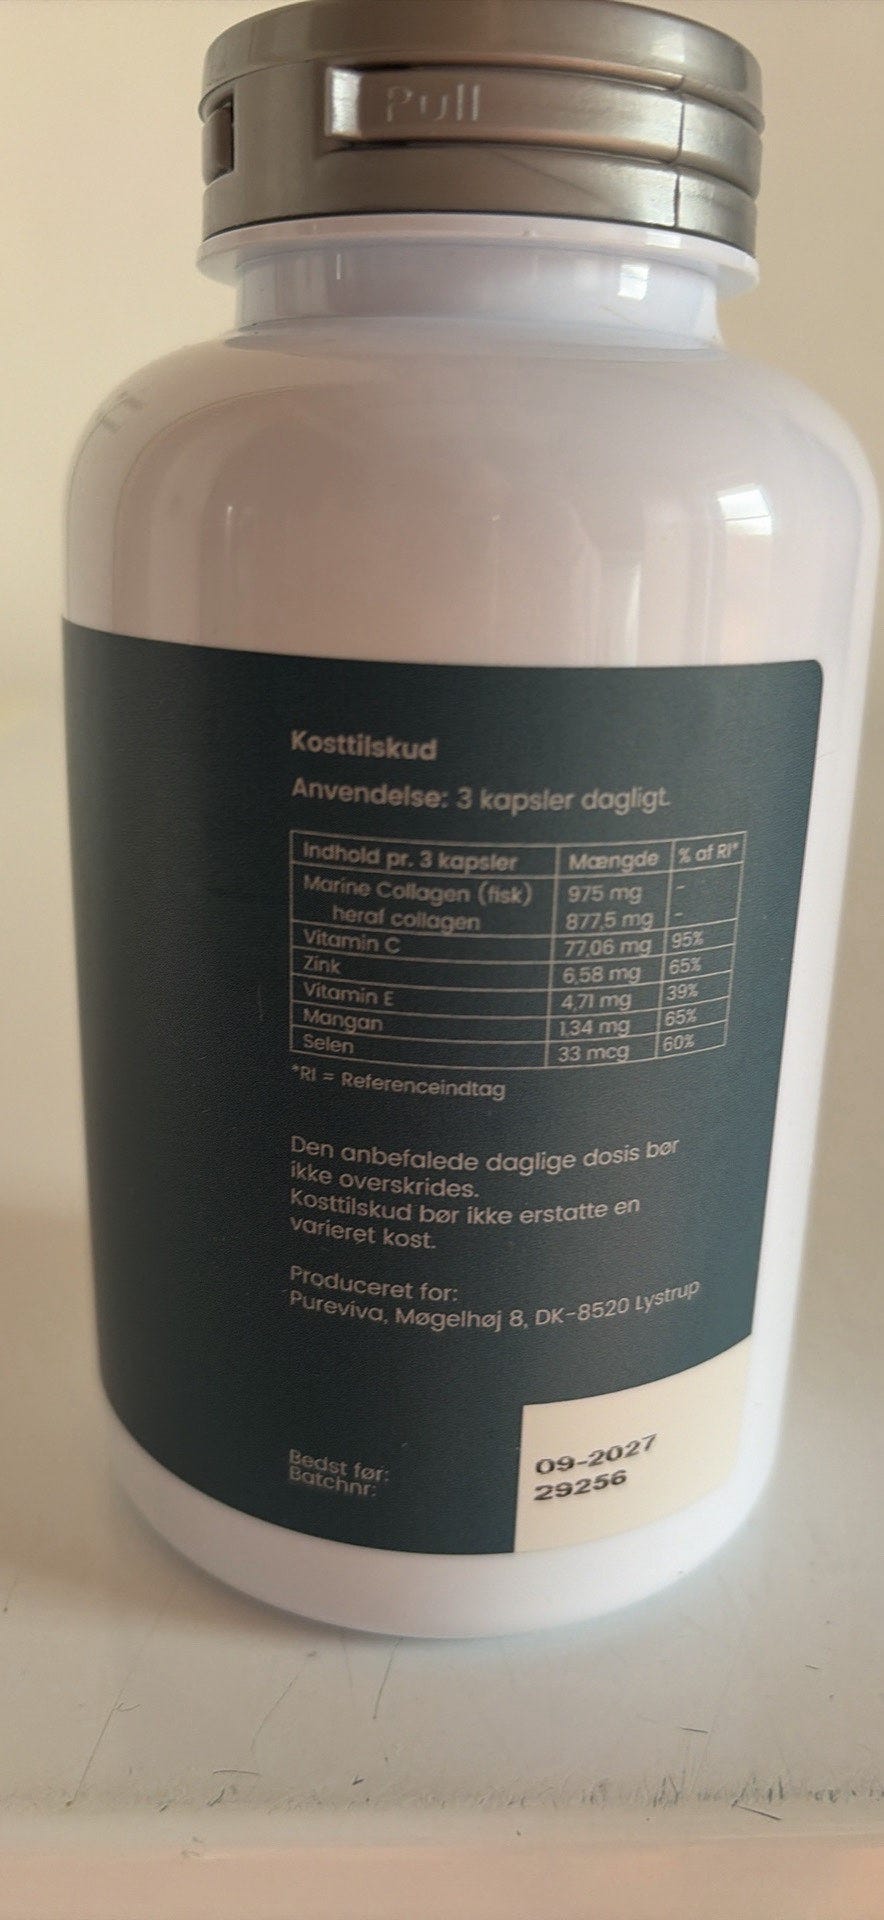 Pull
Kosttilskud
Anvendelse: 3 kapsler dagligt.
Indhold pr. 3 kapsler Mængde % af RI*
Marine Collagen (fisk) 975 mg -
heraf collagen 877,5 mg -
Vitamin C 77,06 mg 95%
Zink 6,58 mg 65%
Vitamin E 4,71 mg 39%
Mangan 1,34 mg 65%
Selen 33 mcg 60%
*RI = Referenceindtag
Den anbefalede daglige dosis bør
ikke overskrides.
Kosttilskud bør ikke erstatte en
varieret kost.
Produceret for:
Pureviva, Møgelhøj 8, DK-8520 Lystrup
Bedst før: 09-2027
Batchnr: 29256